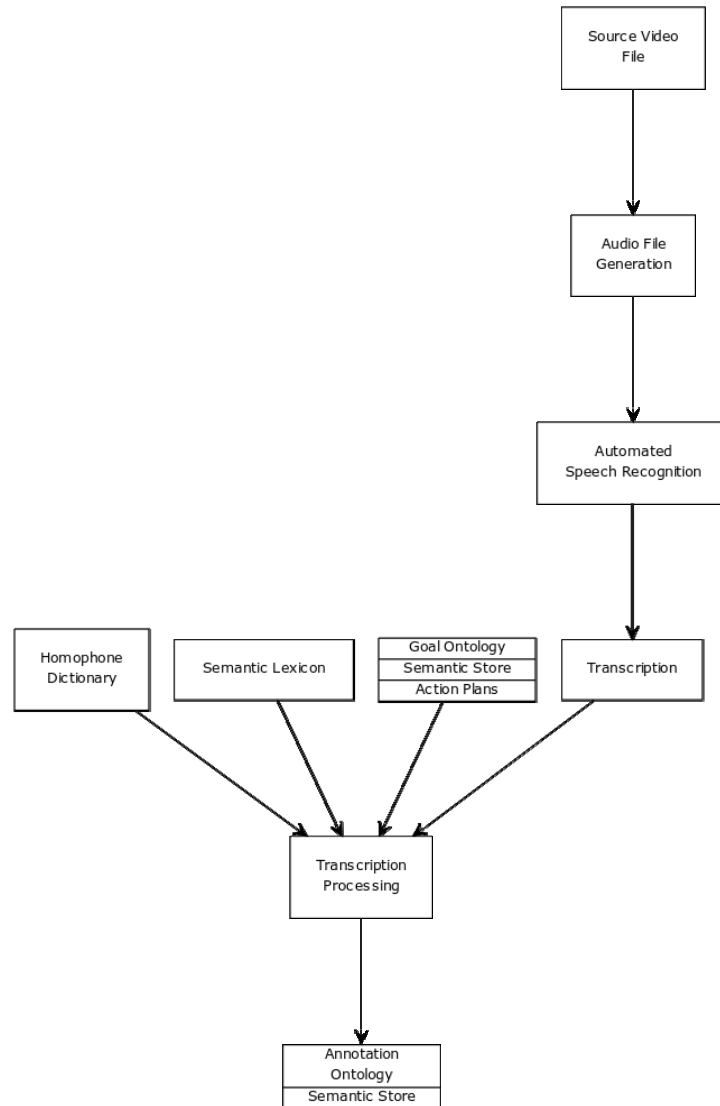 Source Video
File
Audio File
Generation
Automated
Speech Recognition
Homophone
Dictionary
Semantic Lexicon
Goal Ontology
Semantic Store
Action Plans
Transcription
Transcription
Processing
Annotation
Ontology
Semantic Store